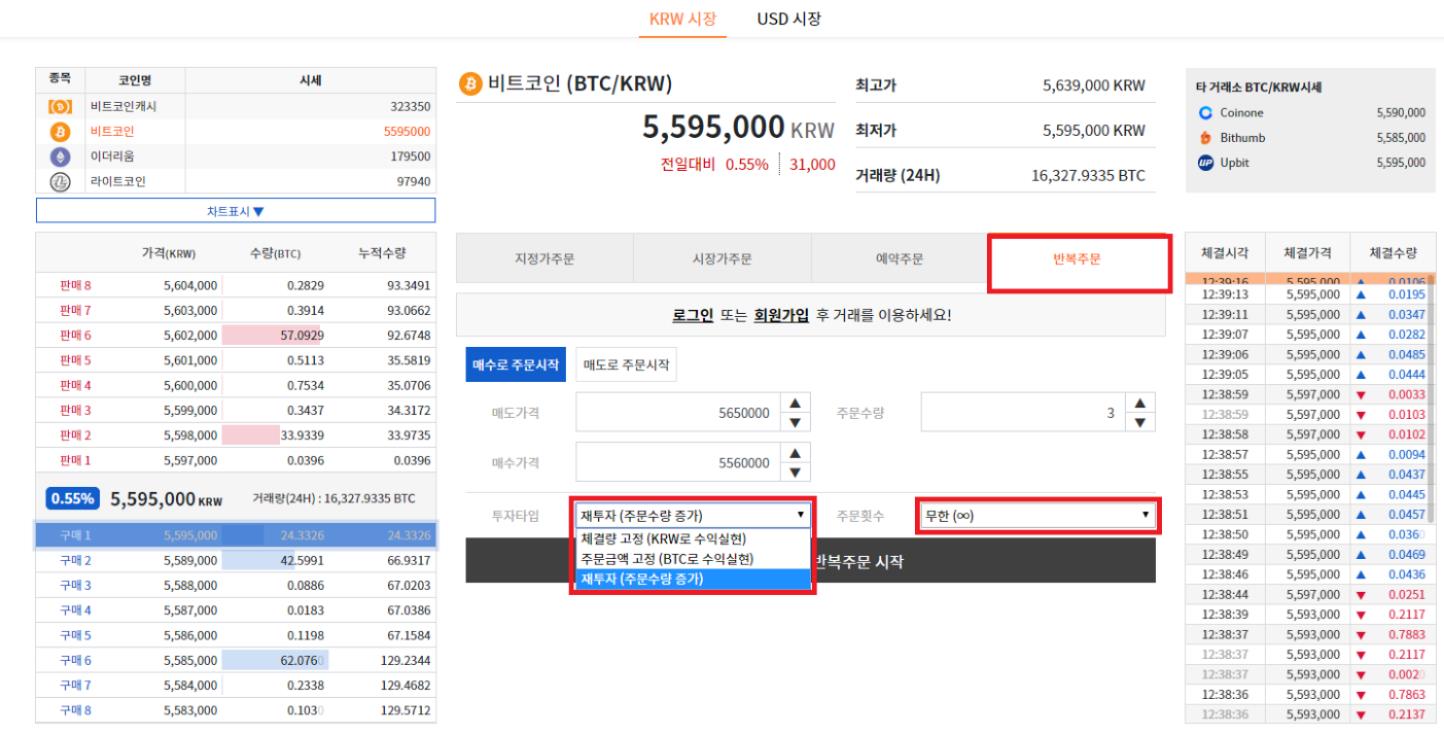 KRW 시장 USD 시장
종목 코인명 시세
비트코인캐시 323350
비트코인 5595000
이더리움 179500
라이트코인 97940
차트표시 ▼
비트코인 (BTC/KRW)
5,595,000 KRW
전일대비 0.55% 31,000
최고가 5,639,000 KRW
최저가 5,595,000 KRW
거래량 (24H) 16,327.9335 BTC
타 거래소 BTC/KRW시세
Coinone 5,590,000
Bithumb 5,585,000
UP Upbit 5,595,000
가격(KRW) 수량(BTC) 누적수량
판매 8 5,604,000 0.2829 93.3491
판매 7 5,603,000 0.3914 93.0662
판매 6 5,602,000 57.0929 92.6748
판매 5 5,601,000 0.5113 35.5819
판매 4 5,600,000 0.7534 35.0706
판매 3 5,599,000 0.3437 34.3172
판매 2 5,598,000 33.9339 33.9735
판매 1 5,597,000 0.0396 0.0396
0.55% 5,595,000 KRW 거래량(24H) : 16,327.9335 BTC
구매 1 5,595,000 24.3326 24.3326
구매 2 5,589,000 42.5991 66.9317
구매 3 5,588,000 0.0886 67.0203
구매 4 5,587,000 0.0183 67.0386
구매 5 5,586,000 0.1198 67.1584
구매 6 5,585,000 62.0760 129.2344
구매 7 5,584,000 0.2338 129.4682
구매 8 5,583,000 0.1030 129.5712
지정가주문 시장가주문 예약주문 반복주문
로그인 또는 회원가입 후 거래를 이용하세요!
매수로 주문시작 매도로 주문시작
매도가격 5650000 ▲ ▼ 주문수량 3 ▲ ▼
매수가격 5560000 ▲ ▼
투자타입 재투자 (주문수량 증가) ▼ 주문횟수 무한 (∞) ▼
체결량 고정 (KRW로 수익실현)
주문금액 고정 (BTC로 수익실현)
재투자 (주문수량 증가)
반복주문 시작
체결시각 체결가격 체결수량
12:39:16 5,595,000 ▲ 0.0106
12:39:13 5,595,000 ▲ 0.0195
12:39:11 5,595,000 ▲ 0.0347
12:39:07 5,595,000 ▲ 0.0282
12:39:06 5,595,000 ▲ 0.0485
12:39:05 5,595,000 ▲ 0.0444
12:38:59 5,597,000 ▼ 0.0033
12:38:59 5,597,000 ▼ 0.0103
12:38:58 5,597,000 ▼ 0.0102
12:38:57 5,595,000 ▲ 0.0094
12:38:55 5,595,000 ▲ 0.0437
12:38:53 5,595,000 ▲ 0.0445
12:38:51 5,595,000 ▲ 0.0457
12:38:50 5,595,000 ▲ 0.0360
12:38:49 5,595,000 ▲ 0.0469
12:38:46 5,595,000 ▲ 0.0436
12:38:44 5,597,000 ▼ 0.0251
12:38:39 5,593,000 ▼ 0.2117
12:38:37 5,593,000 ▼ 0.7883
12:38:37 5,593,000 ▼ 0.2117
12:38:37 5,593,000 ▼ 0.0020
12:38:36 5,593,000 ▼ 0.7863
12:38:36 5,593,000 ▼ 0.2137